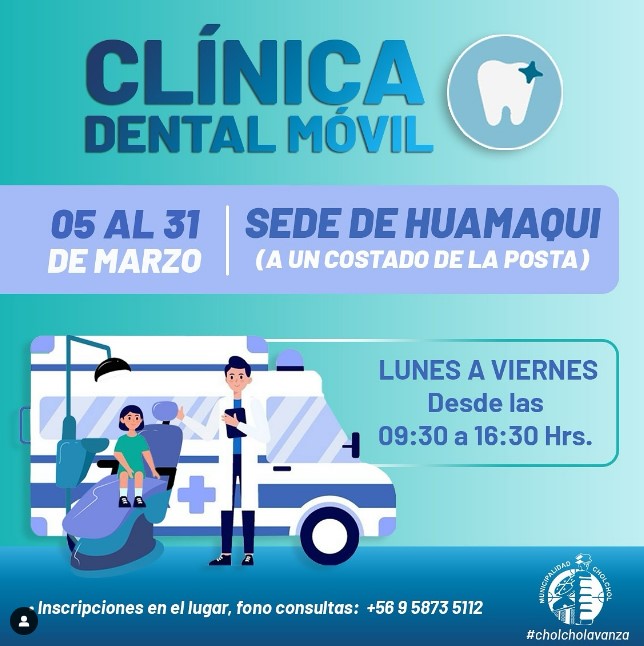 CLÍNICA
DENTAL MÓVIL
05 AL 31
DE MARZO
SEDE DE HUAMAQUI
(A UN COSTADO DE LA POSTA)
LUNES A VIERNES
Desde las
09:30 a 16:30 Hrs.
- Inscripciones en el lugar, fono consultas: +56 9 5873 5112
MUNICIPALIDAD CHOLCHOL
#cholcholavanza